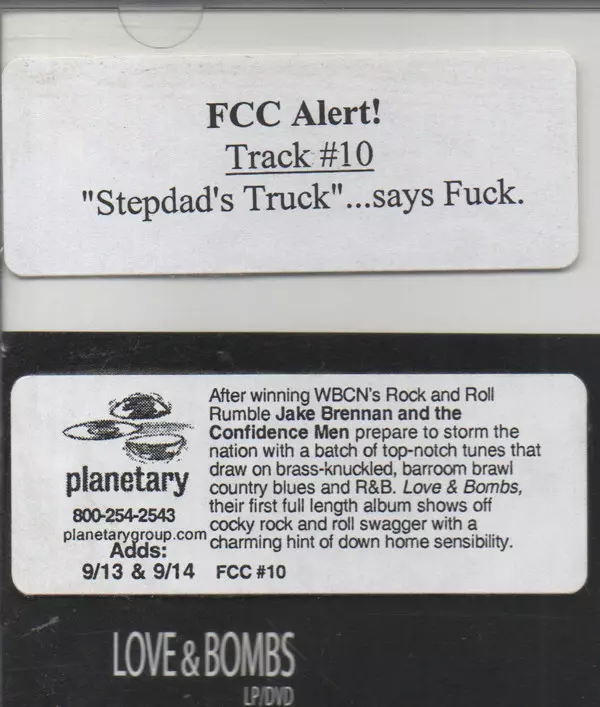 FCC Alert!
Track #10
"Stepdad's Truck"...says Fuck.
planetary
800-254-2543
planetarygroup.com
Adds:
9/13 & 9/14
After winning WBCN's Rock and Roll
Rumble Jake Brennan and the
Confidence Men prepare to storm the
nation with a batch of top-notch tunes that
draw on brass-knuckled, barroom brawl
country blues and R&B. Love & Bombs,
their first full length album shows off
cocky rock and roll swagger with a
charming hint of down home sensibility.
FCC #10
LOVE & BOMBS
LP/DVD